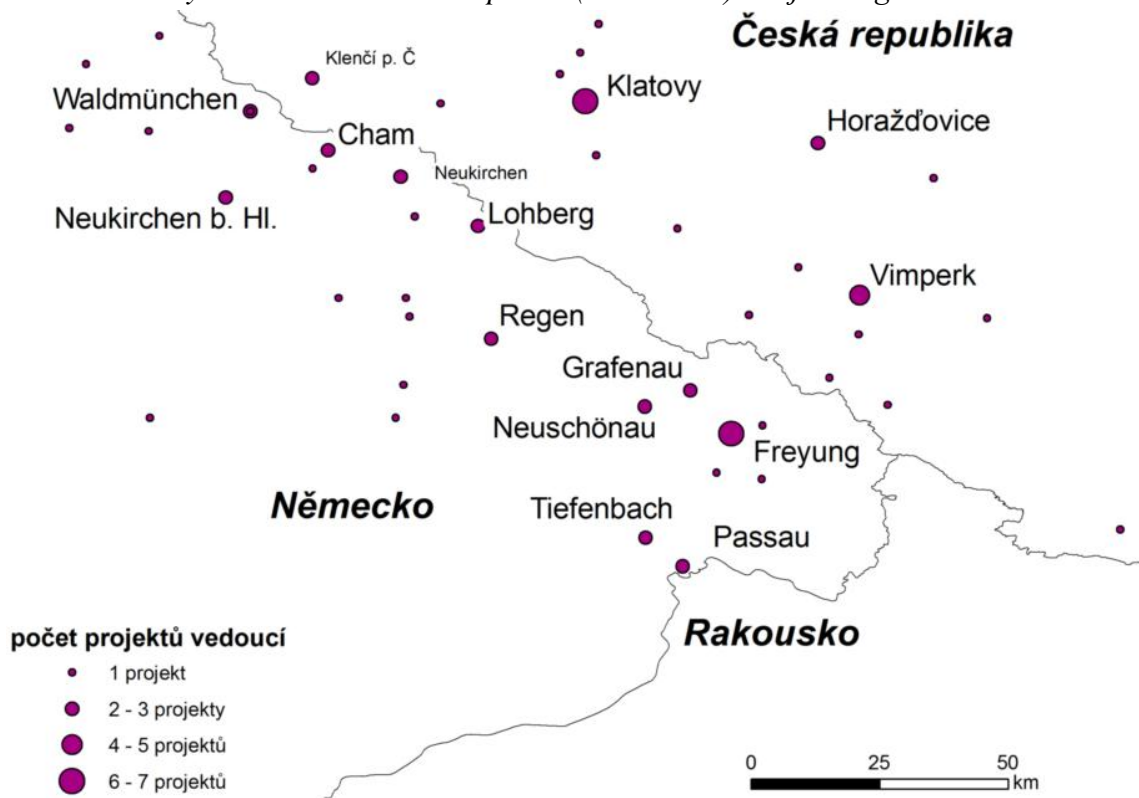 Česká republika
Klenčí p. Č
Klatovy
Waldmünchen
Horažďovice
Cham
Neukirchen
Neukirchen b. Hl.
Lohberg
Vimperk
Regen
Grafenau
Neuschönau
Freyung
Německo
Tiefenbach
Passau
Rakousko
počet projektů vedoucí
1 projekt
2 - 3 projekty
4 - 5 projektů
6 - 7 projektů
0 25 50
km